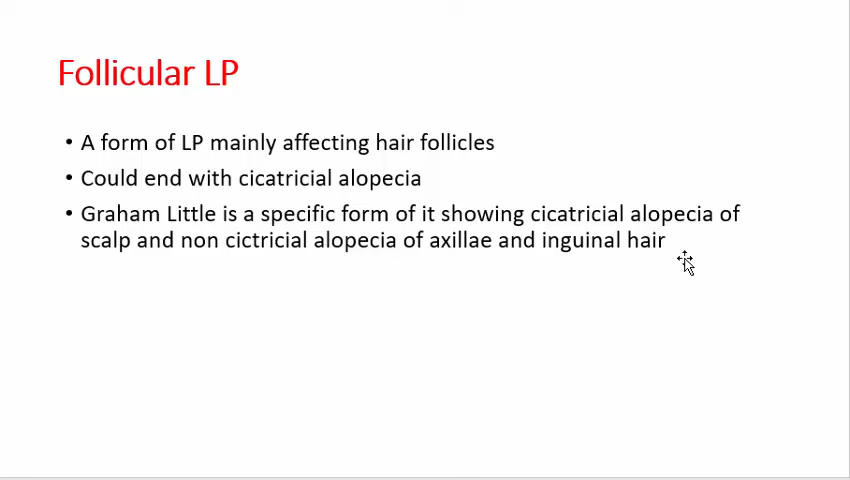 Follicular LP
• A form of LP mainly affecting hair follicles
• Could end with cicatricial alopecia
• Graham Little is a specific form of it showing cicatricial alopecia of
scalp and non cictricial alopecia of axillae and inguinal hair